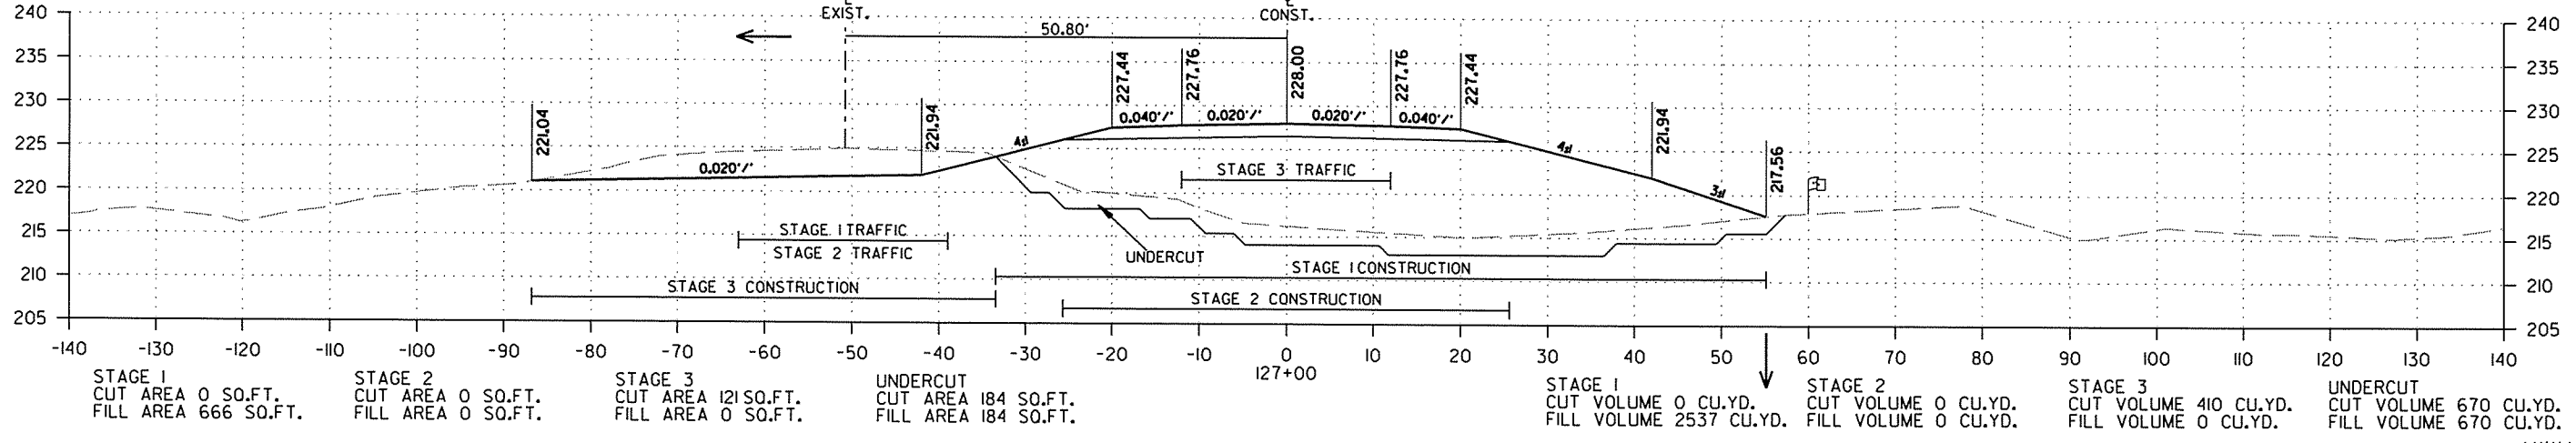 EXIST.
CONST.
50.80'
240
235
230
225
220
215
210
205
240
235
230
225
220
215
210
205
221.04
221.94
227.44
227.76
228.00
227.76
227.44
221.94
217.56
0.020'/'
4:1
0.040'/'
0.020'/'
0.020'/'
0.040'/'
4:1
3:1
STAGE 3 TRAFFIC
STAGE 1 TRAFFIC
STAGE 2 TRAFFIC
UNDERCUT
STAGE 1 CONSTRUCTION
STAGE 3 CONSTRUCTION
STAGE 2 CONSTRUCTION
-140 -130 -120 -110 -100 -90 -80 -70 -60 -50 -40 -30 -20 -10 0 10 20 30 40 50 60 70 80 90 100 110 120 130 140
127+00
STAGE 1
CUT AREA 0 SQ.FT.
FILL AREA 666 SQ.FT.
STAGE 2
CUT AREA 0 SQ.FT.
FILL AREA 0 SQ.FT.
STAGE 3
CUT AREA 121 SQ.FT.
FILL AREA 0 SQ.FT.
UNDERCUT
CUT AREA 184 SQ.FT.
FILL AREA 184 SQ.FT.
STAGE 1
CUT VOLUME 0 CU.YD.
FILL VOLUME 2537 CU.YD.
STAGE 2
CUT VOLUME 0 CU.YD.
FILL VOLUME 0 CU.YD.
STAGE 3
CUT VOLUME 410 CU.YD.
FILL VOLUME 0 CU.YD.
UNDERCUT
CUT VOLUME 670 CU.YD.
FILL VOLUME 670 CU.YD.